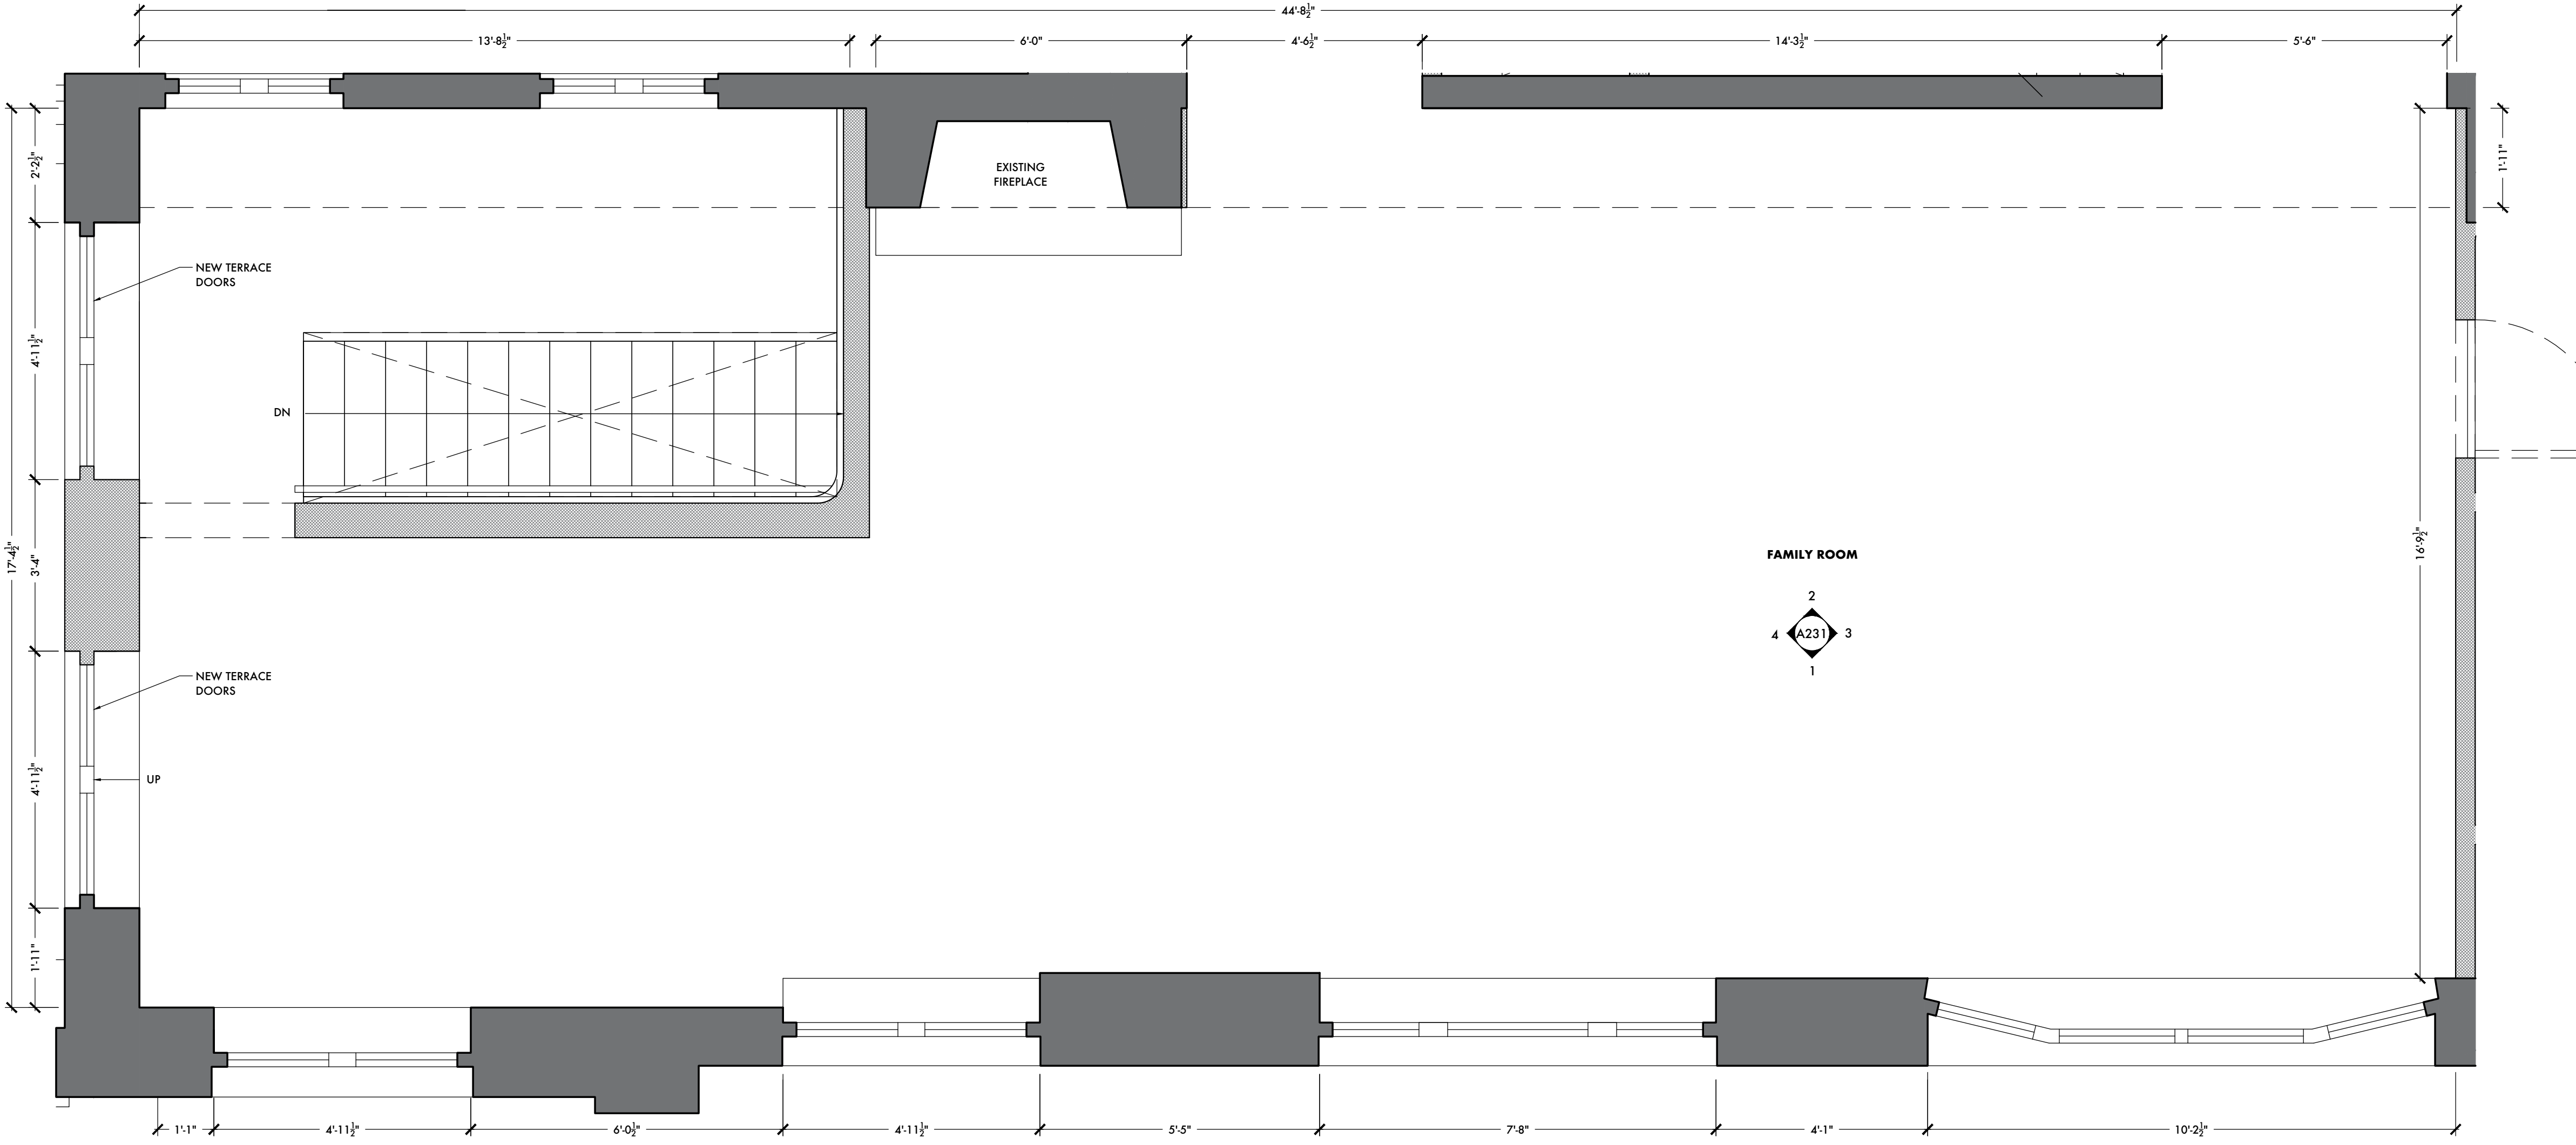 44'-8½"
13'-8½"
6'-0"
4'-6½"
14'-3½"
5'-6"
2'-2½"
4'-11½"
3'-4"
17'-4½"
4'-11½"
1'-11"
EXISTING
FIREPLACE
1'-11"
NEW TERRACE
DOORS
DN
16'-9½"
FAMILY ROOM
2
4
A231
3
1
NEW TERRACE
DOORS
UP
1'-1"
4'-11½"
6'-0½"
4'-11½"
5'-5"
7'-8"
4'-1"
10'-2½"